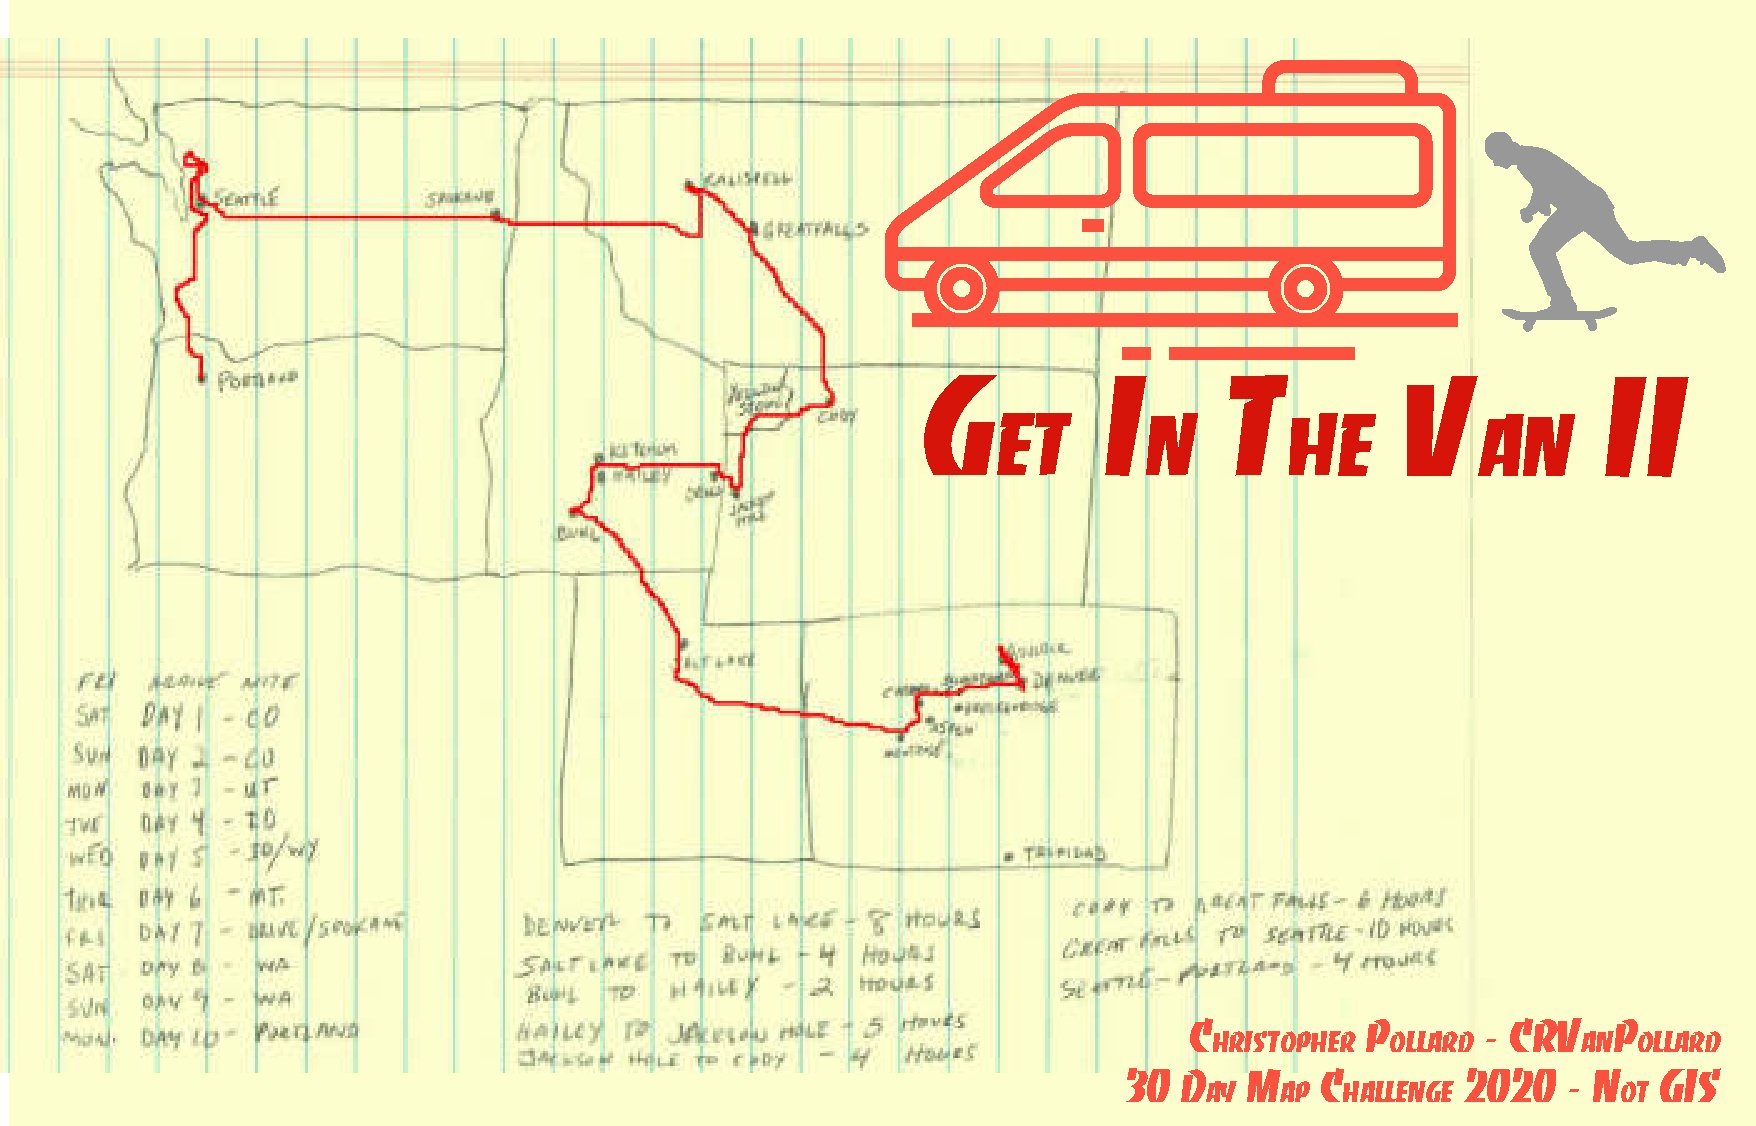 SEATTLE
SPOKANE
KALISPELL
GREAT FALLS
GET IN THE VAN II
PORTLAND
CODY
KETCHUM
HAILEY
JACKSON HOLE
BUHL
SALT LAKE
BOULDER
DENVER
BRECKENRIDGE
ASPEN
TRINIDAD
FRI ARRIVE NITE
SAT DAY 1 - CO
SUN DAY 2 - CO
MON DAY 3 - UT
TUE DAY 4 - ID
WED DAY 5 - ID/WY
THUR DAY 6 - MT.
FRI DAY 7 - DRIVE/SPOKANE
SAT DAY 8 - WA
SUN DAY 9 - WA
MON. DAY 10 - PORTLAND
DENVER TO SALT LAKE - 8 HOURS
SALT LAKE TO BUHL - 4 HOURS
BUHL TO HAILEY - 2 HOURS
HAILEY TO JACKSON HOLE - 5 HOURS
JACKSON HOLE TO CODY - 4 HOURS
CODY TO GREAT FALLS - 6 HOURS
GREAT FALLS TO SEATTLE - 10 HOURS
SEATTLE - PORTLAND - 4 HOURS
CHRISTOPHER POLLARD - CRVANPOLLARD
30 DAY MAP CHALLENGE 2020 - NOT GIS